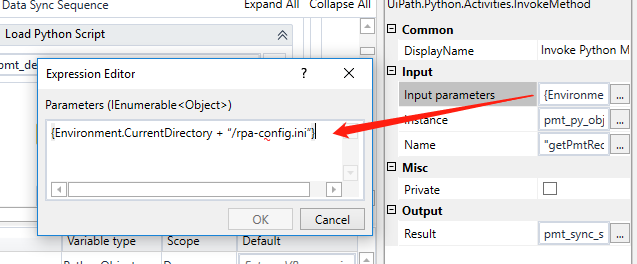 Data Sync Sequence
Expand All
Collapse All
Load Python Script
Expression Editor
Parameters (IEnumerable<Object>)
{Environment.CurrentDirectory + "/rpa-config.ini"}
OK
Cancel
Variable type
Scope
Default
UiPath.Python.Activities.InvokeMethod
Common
DisplayName
Invoke Python M
Input
Input parameters
{Environme
...
Instance
pmt_py_obj
...
Name
"getPmtRec
...
Misc
Private
Output
Result
pmt_sync_s
...